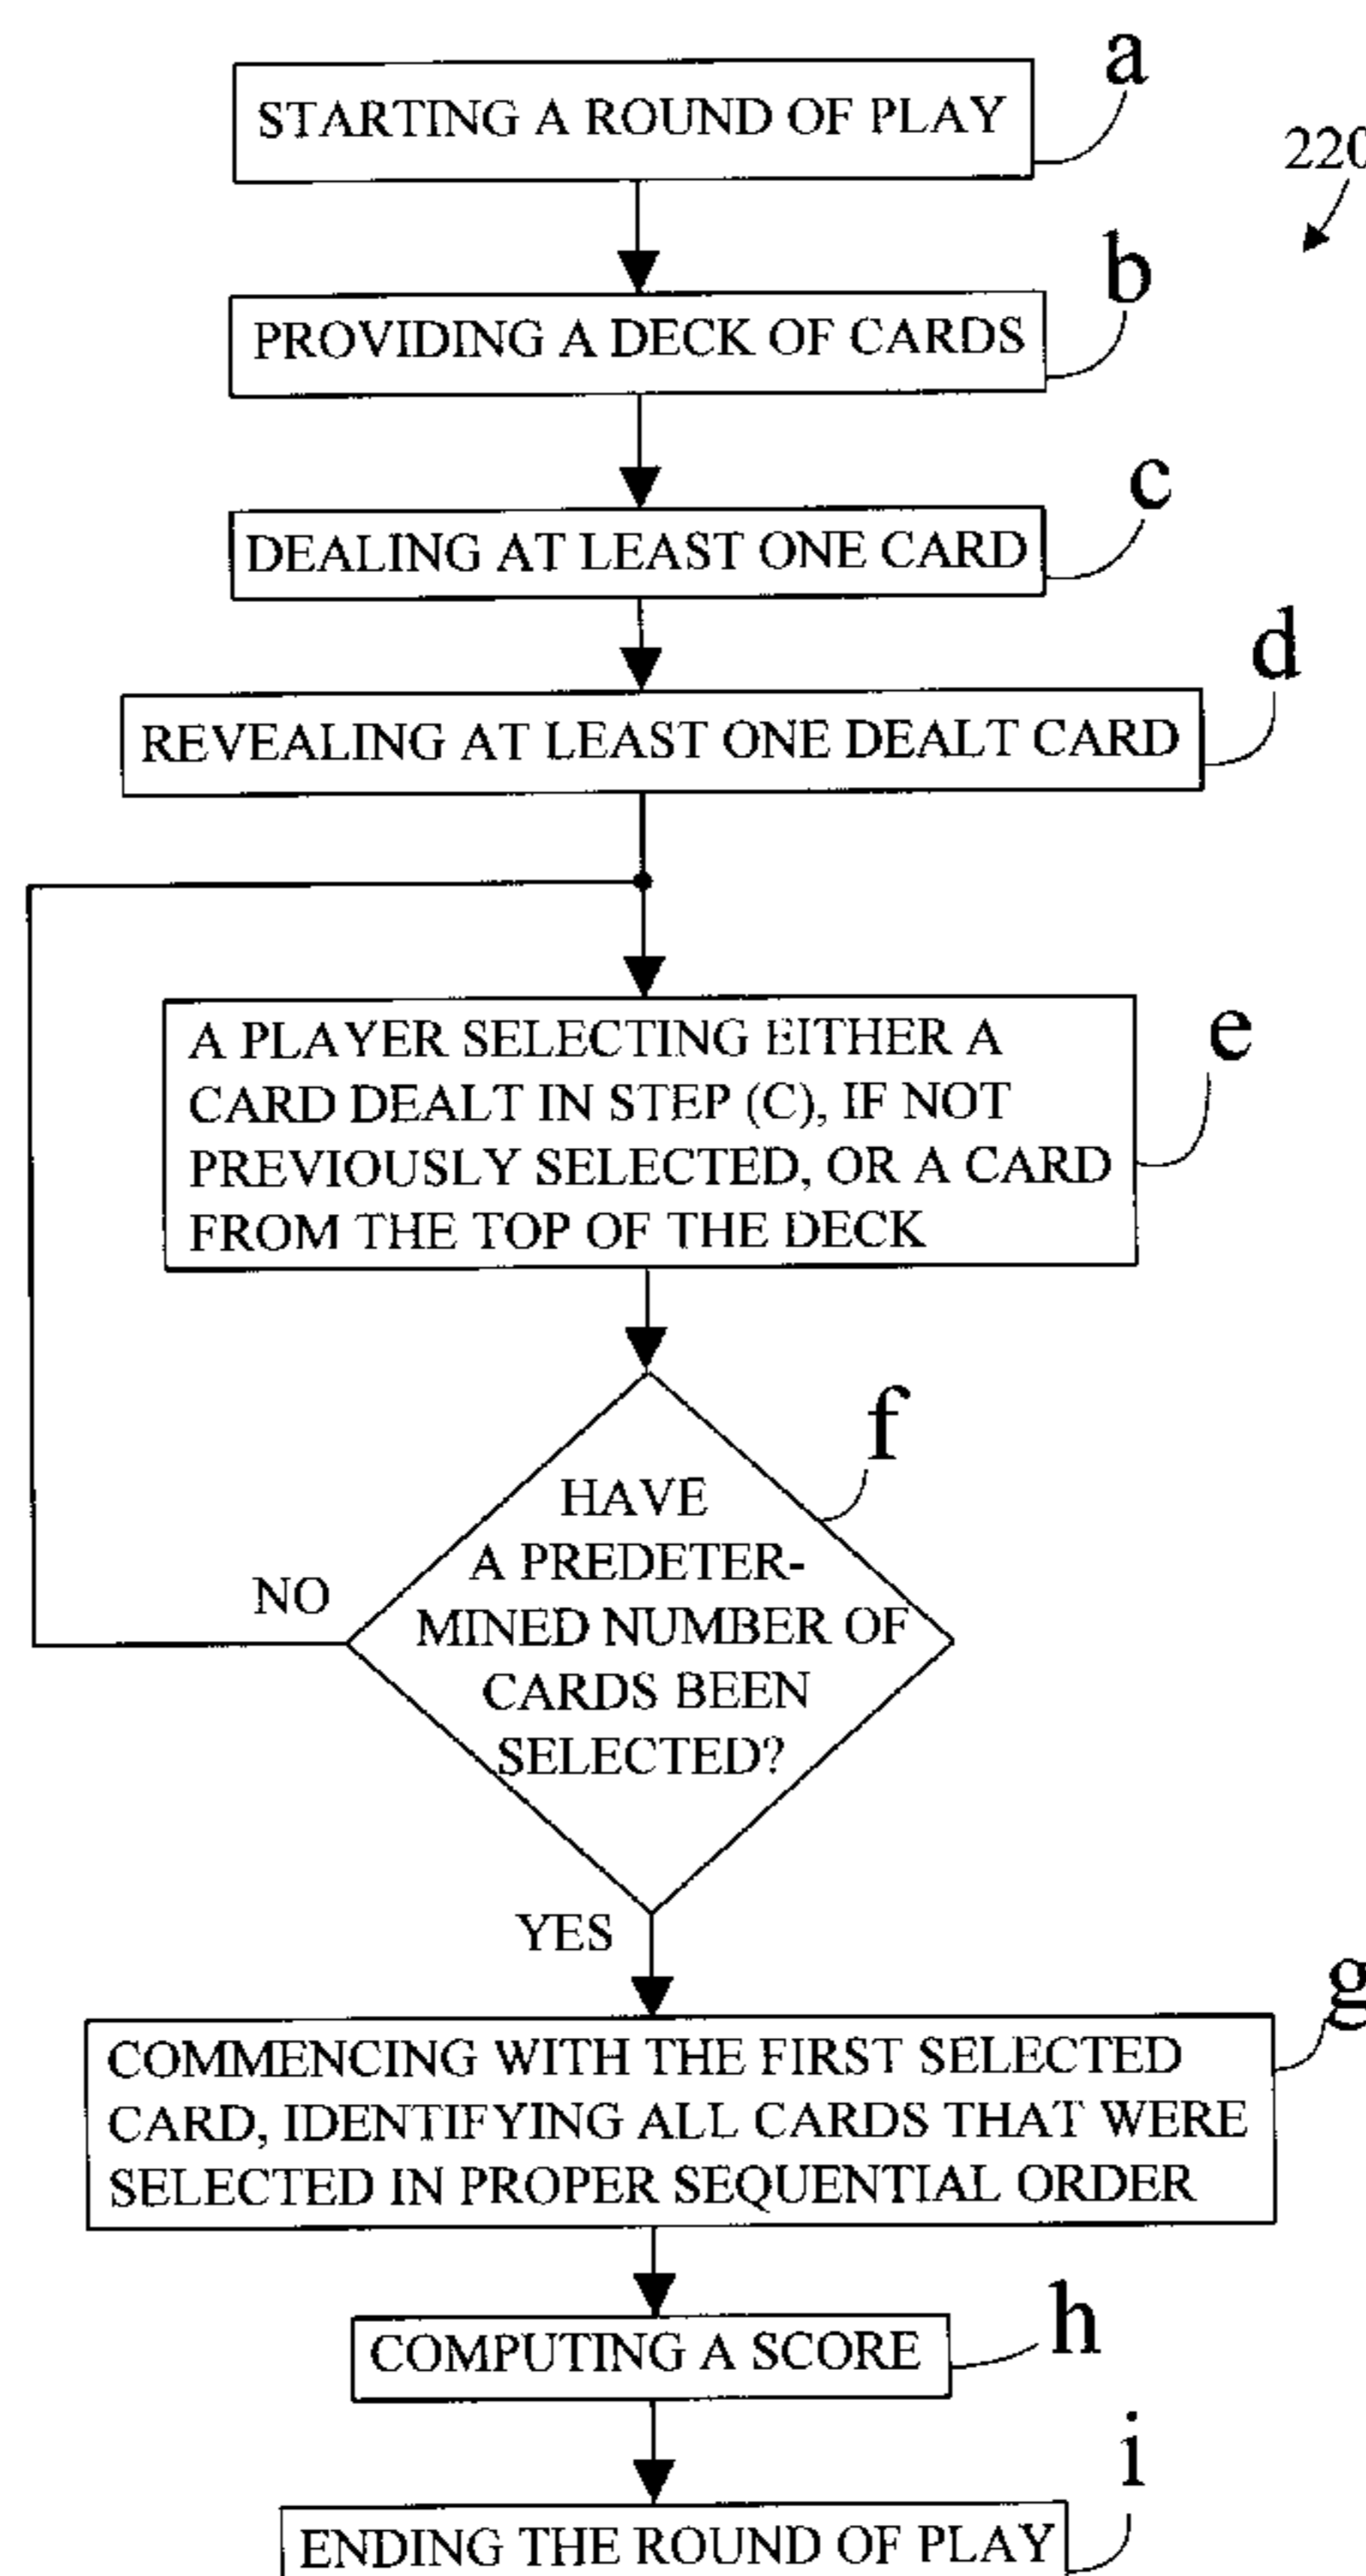 a
STARTING A ROUND OF PLAY
220
b
PROVIDING A DECK OF CARDS
c
DEALING AT LEAST ONE CARD
d
REVEALING AT LEAST ONE DEALT CARD
e
A PLAYER SELECTING EITHER A
CARD DEALT IN STEP (C), IF NOT
PREVIOUSLY SELECTED, OR A CARD
FROM THE TOP OF THE DECK
f
HAVE
A PREDETER-
MINED NUMBER OF
CARDS BEEN
SELECTED?
NO
YES
g
COMMENCING WITH THE FIRST SELECTED
CARD, IDENTIFYING ALL CARDS THAT WERE
SELECTED IN PROPER SEQUENTIAL ORDER
h
COMPUTING A SCORE
i
ENDING THE ROUND OF PLAY